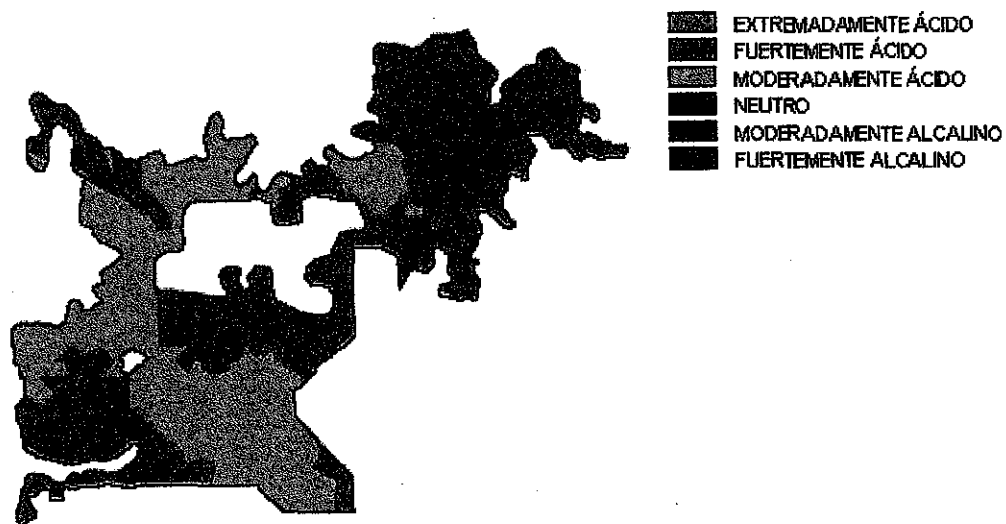 EXTREMADAMENTE ÁCIDO
FUERTEMENTE ÁCIDO
MODERADAMENTE ÁCIDO
NEUTRO
MODERADAMENTE ALCALINO
FUERTEMENTE ALCALINO